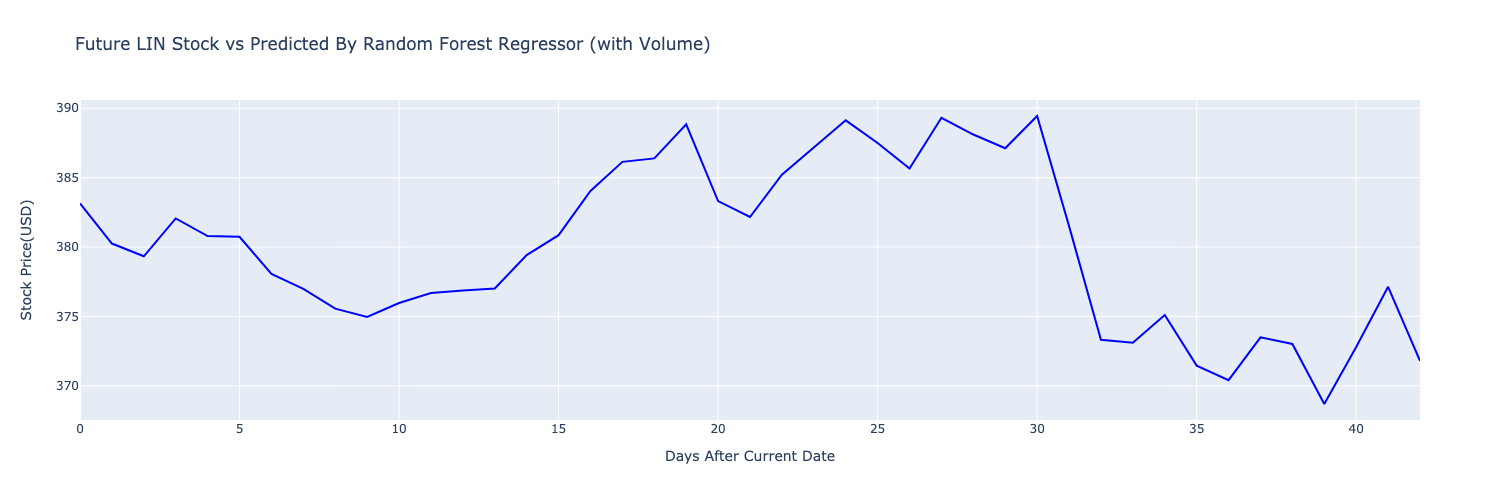 Future LIN Stock vs Predicted By Random Forest Regressor (with Volume)
390
385
380
375
370
Stock Price(USD)
0 5 10 15 20 25 30 35 40
Days After Current Date